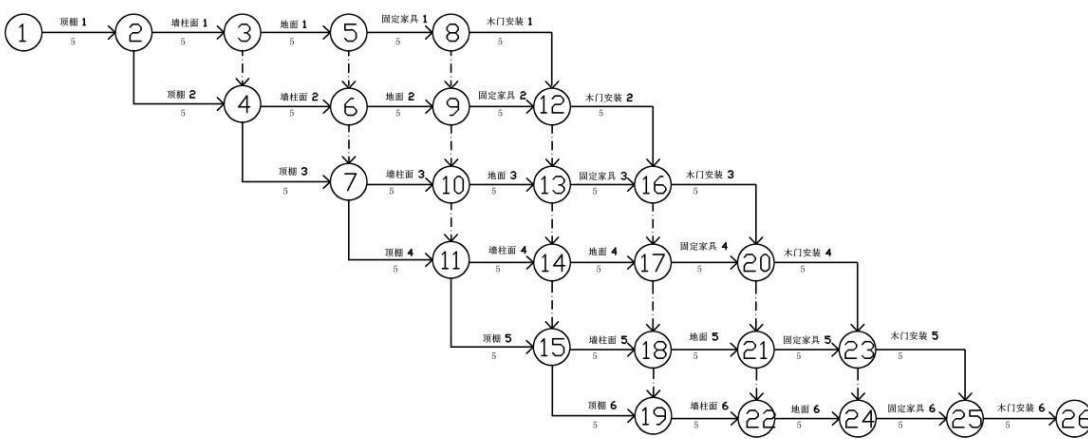 ① 顶棚 1 ② 墙柱面 1 ③ 地面 1 ⑤ 固定家具 1 ⑧ 木门安装 1
5 5 5 5 5
顶棚 2 ④ 墙柱面 2 ⑥ 地面 2 ⑨ 固定家具 2 ⑫ 木门安装 2
5 5 5 5 5
顶棚 3 ⑦ 墙柱面 3 ⑩ 地面 3 ⑬ 固定家具 3 ⑯ 木门安装 3
5 5 5 5 5
顶棚 4 ⑪ 墙柱面 4 ⑭ 地面 4 ⑰ 固定家具 4 ⑳ 木门安装 4
5 5 5 5 5
顶棚 5 ⑮ 墙柱面 5 ⑱ 地面 5 ㉑ 固定家具 5 ㉓ 木门安装 5
5 5 5 5 5
顶棚 6 ⑲ 墙柱面 6 ㉒ 地面 6 ㉔ 固定家具 6 ㉕ 木门安装 6 ㉖
5 5 5 5 5